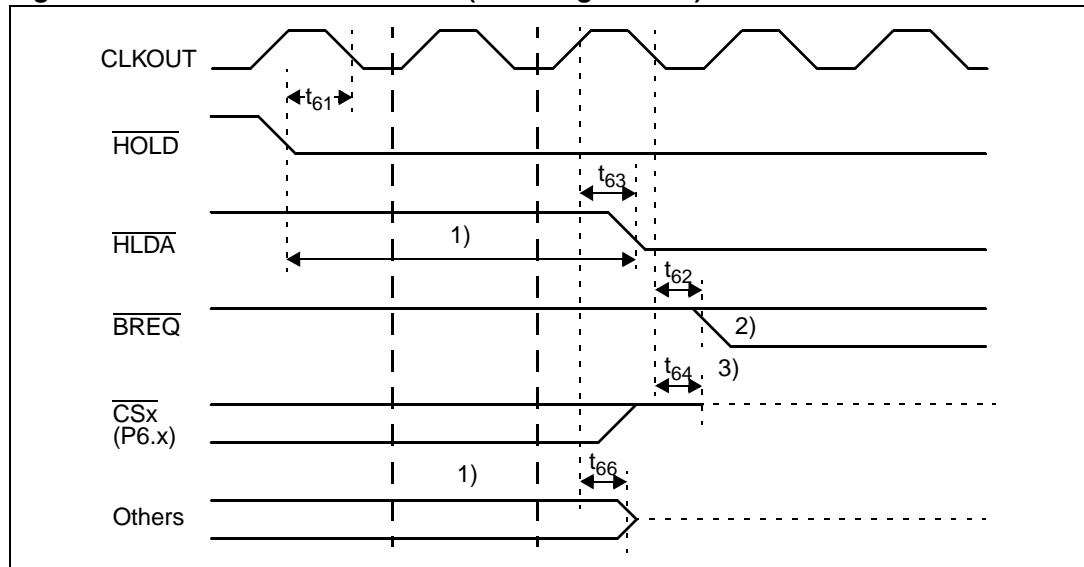 CLKOUT
t61
HOLD
t63
HLDA
1)
t62
BREQ
2)
t64
3)
CSx
(P6.x)
1)
t66
Others